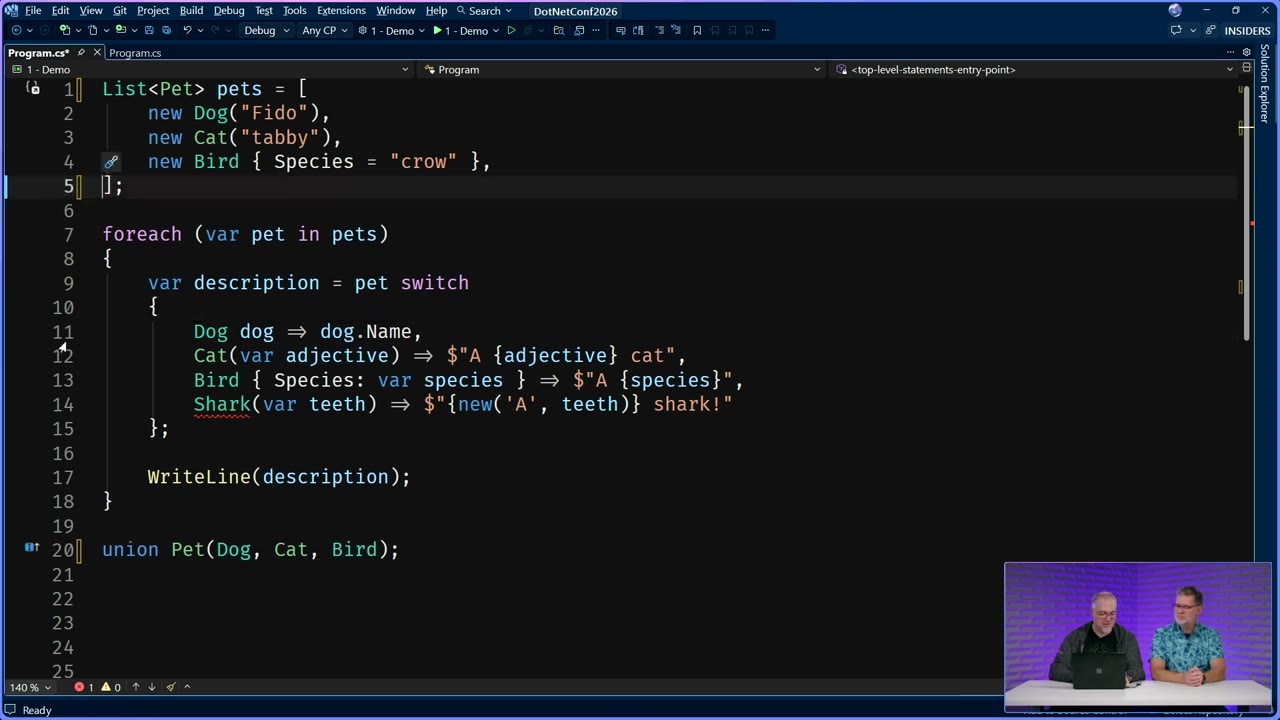 File Edit View Git Project Build Debug Test Tools Extensions Window Help Search DotNetConf2026
Debug Any CPU 1 - Demo 1 - Demo INSIDERS
Program.cs* Program.cs
1 - Demo Program <top-level-statements-entry-point>
Solution Explorer
1 List<Pet> pets = [
2 new Dog("Fido"),
3 new Cat("tabby"),
4 new Bird { Species = "crow" },
5 ];
6
7 foreach (var pet in pets)
8 {
9 var description = pet switch
10 {
11 Dog dog => dog.Name,
12 Cat(var adjective) => $"A {adjective} cat",
13 Bird { Species: var species } => $"A {species}",
14 Shark(var teeth) => $"{new('A', teeth)} shark!"
15 };
16
17 WriteLine(description);
18 }
19
20 union Pet(Dog, Cat, Bird);
21
22
23
24
25
140 % 1 0
Ready